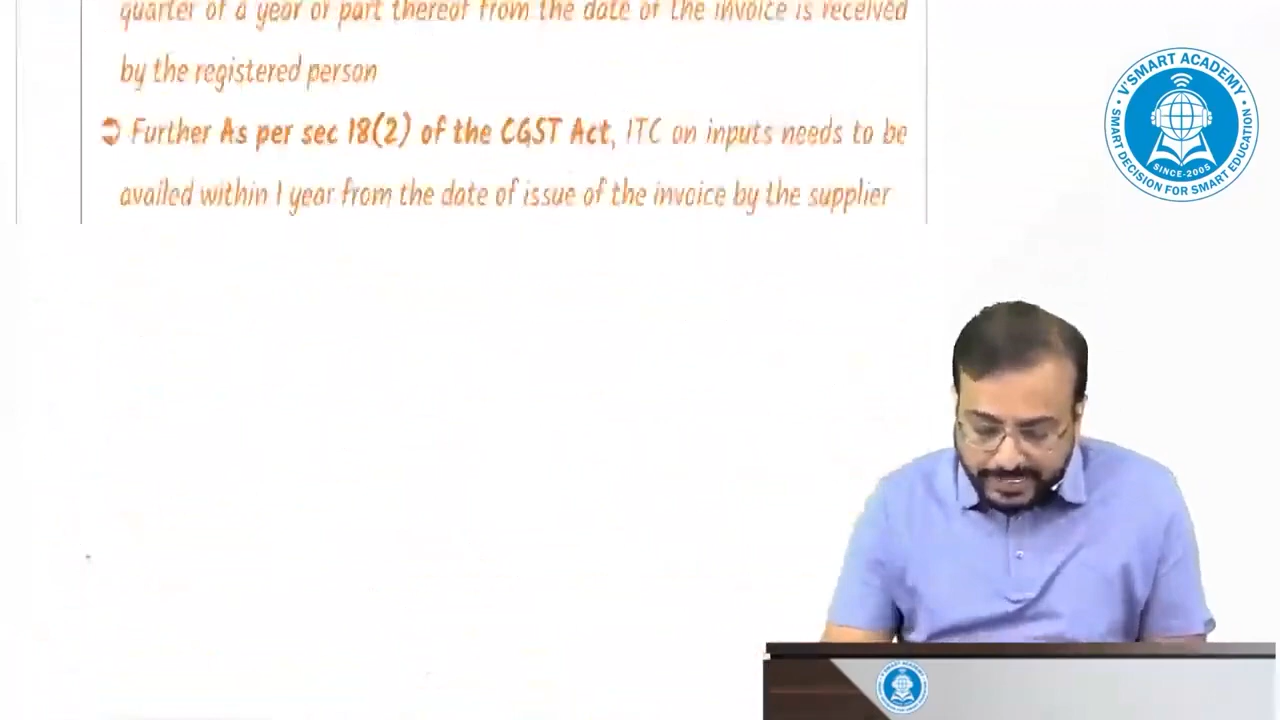 quarter of a year or part thereof from the date of the invoice is received
by the registered person
➲ Further As per sec 18(2) of the CGST Act, ITC on inputs needs to be
availed within 1 year from the date of issue of the invoice by the supplier
V'SMART ACADEMY
SINCE-2005
SMART DECISION FOR SMART EDUCATION